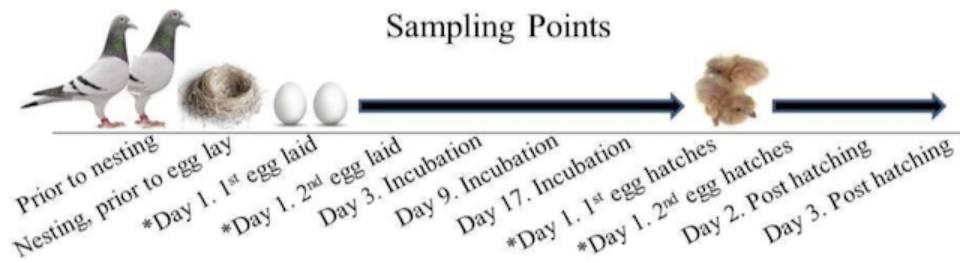 Sampling Points
Prior to nesting
Nesting, prior to egg lay
*Day 1. 1st egg laid
*Day 1. 2nd egg laid
Day 3. Incubation
Day 9. Incubation
Day 17. Incubation
*Day 1. 1st egg hatches
*Day 1. 2nd egg hatches
Day 2. Post hatching
Day 3. Post hatching